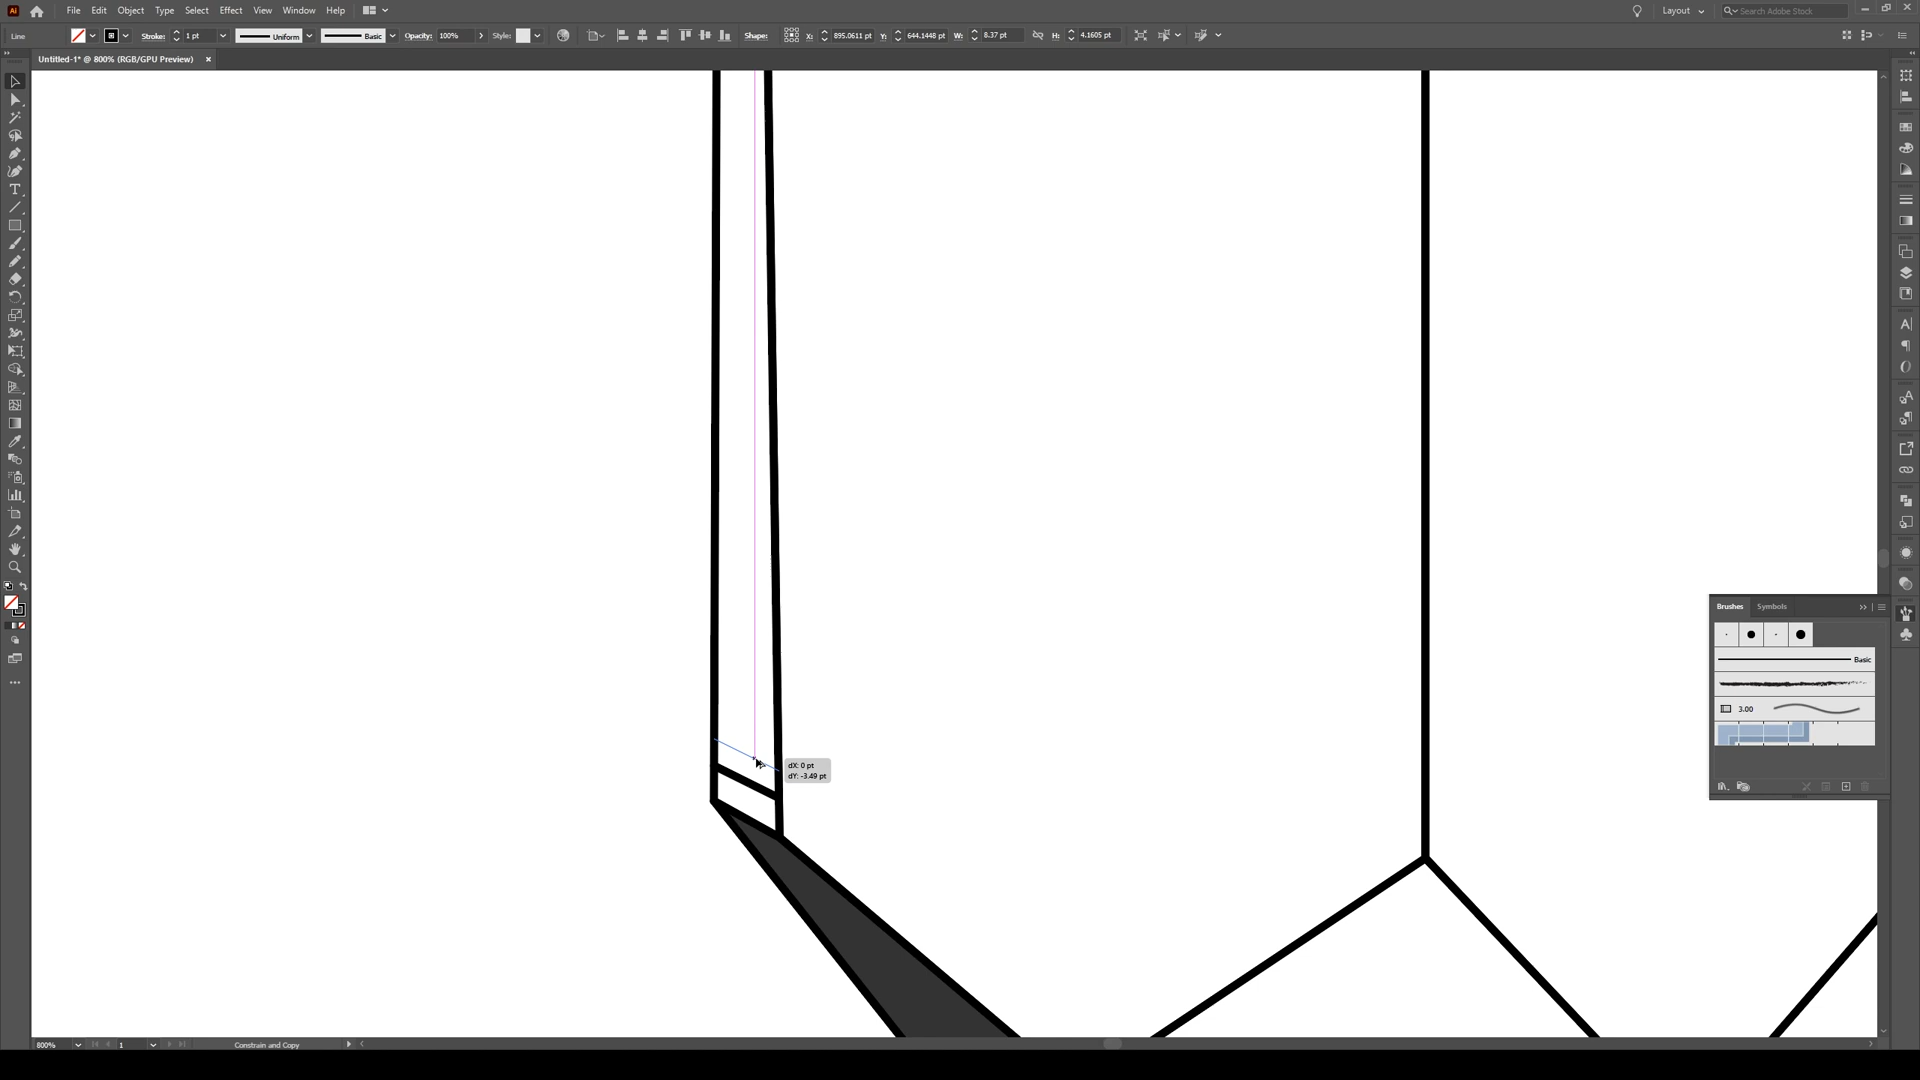 Ai File Edit Object Type Select Effect View Window Help Layout Search Adobe Stock
Line Stroke: 1 pt Uniform Basic Opacity: 100% Style: Shape: X: 895.0611 pt Y: 644.1448 pt W: 8.37 pt H: 4.1605 pt
Untitled-1* @ 800% (RGB/GPU Preview) ×
dX: 0 pt
dY: -3.49 pt
Brushes Symbols
Basic
3.00
800% 1 Constrain and Copy